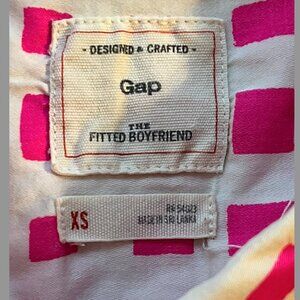 - DESIGNED & CRAFTED -
Gap
THE
FITTED BOYFRIEND
XS
RN 54023
MADE IN SRI LANKA